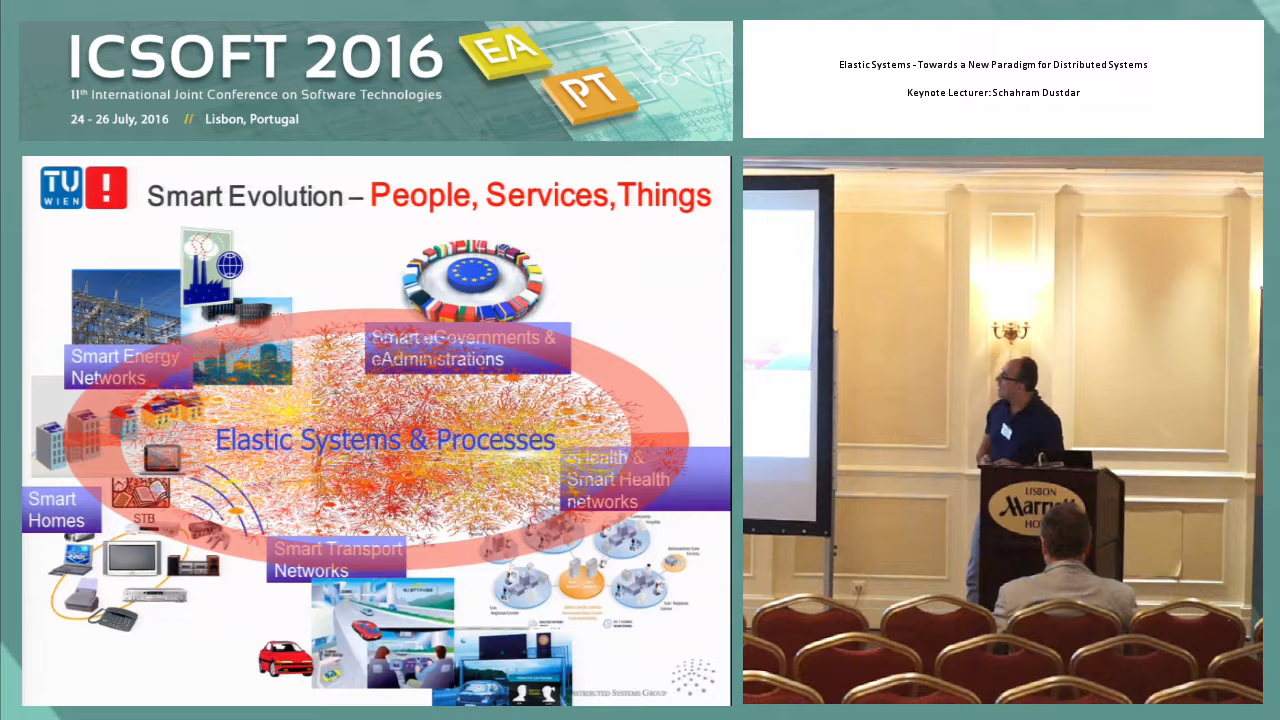 ICSOFT 2016
EA
PT
11th International Joint Conference on Software Technologies
24 - 26 July, 2016 // Lisbon, Portugal
Elastic Systems - Towards a New Paradigm for Distributed Systems
Keynote Lecturer: Schahram Dustdar
TU
WIEN
!
Smart Evolution – People, Services,Things
Smart Energy
Networks
Smart eGovernments &
eAdministrations
Elastic Systems & Processes
eHealth &
Smart Health
networks
Smart
Homes
STB
Smart Transport
Networks
DISTRIBUTED SYSTEMS GROUP
LISBON
Marriott
HOTEL